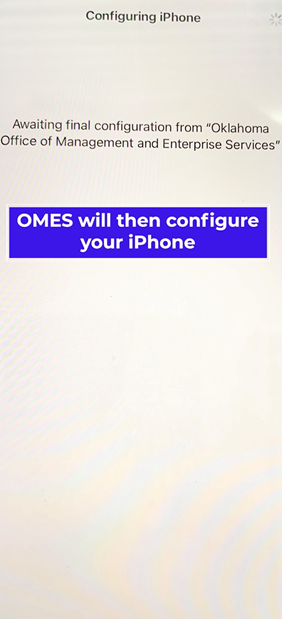 Configuring iPhone
Awaiting final configuration from "Oklahoma
Office of Management and Enterprise Services"
OMES will then configure
your iPhone